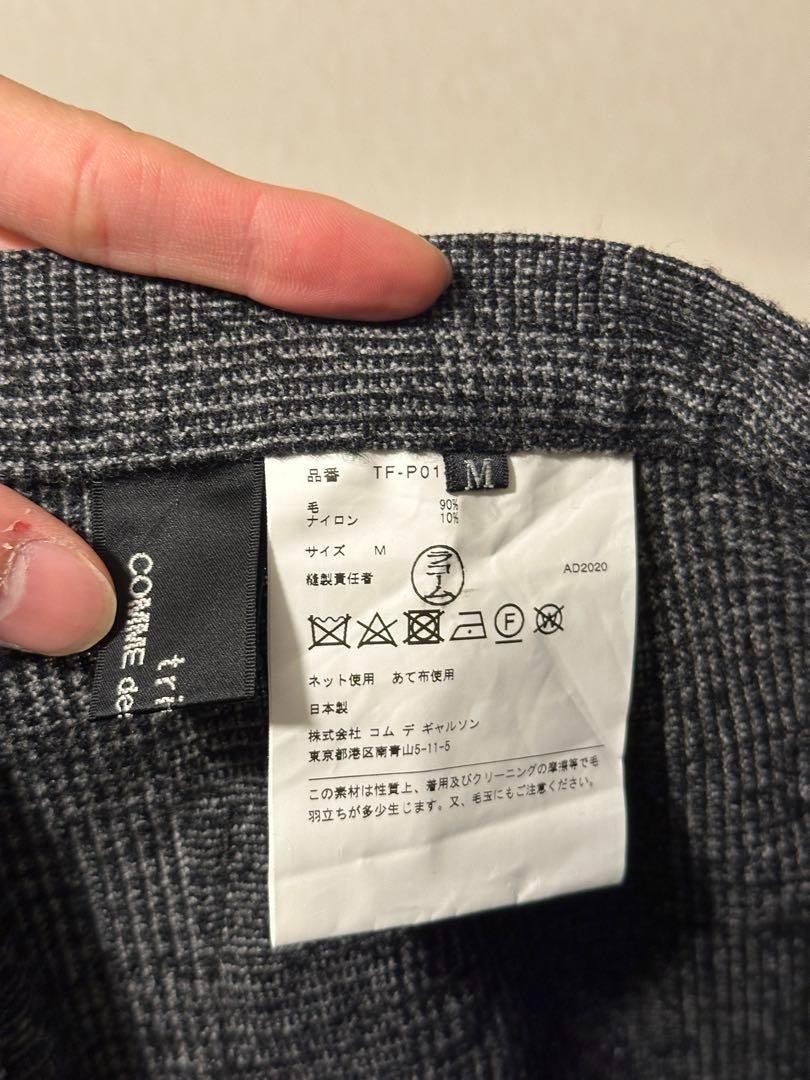 品番 TF-P01
M
毛 90%
ナイロン 10%
サイズ M
縫製責任者 ラコーム AD2020
F W
ネット使用 あて布使用
日本製
株式会社 コム デ ギャルソン
東京都港区南青山5-11-5
この素材は性質上、着用及びクリーニングの摩擦等で毛
羽立ちが多少生じます。又、毛玉にもご注意ください。
COMME de
tri